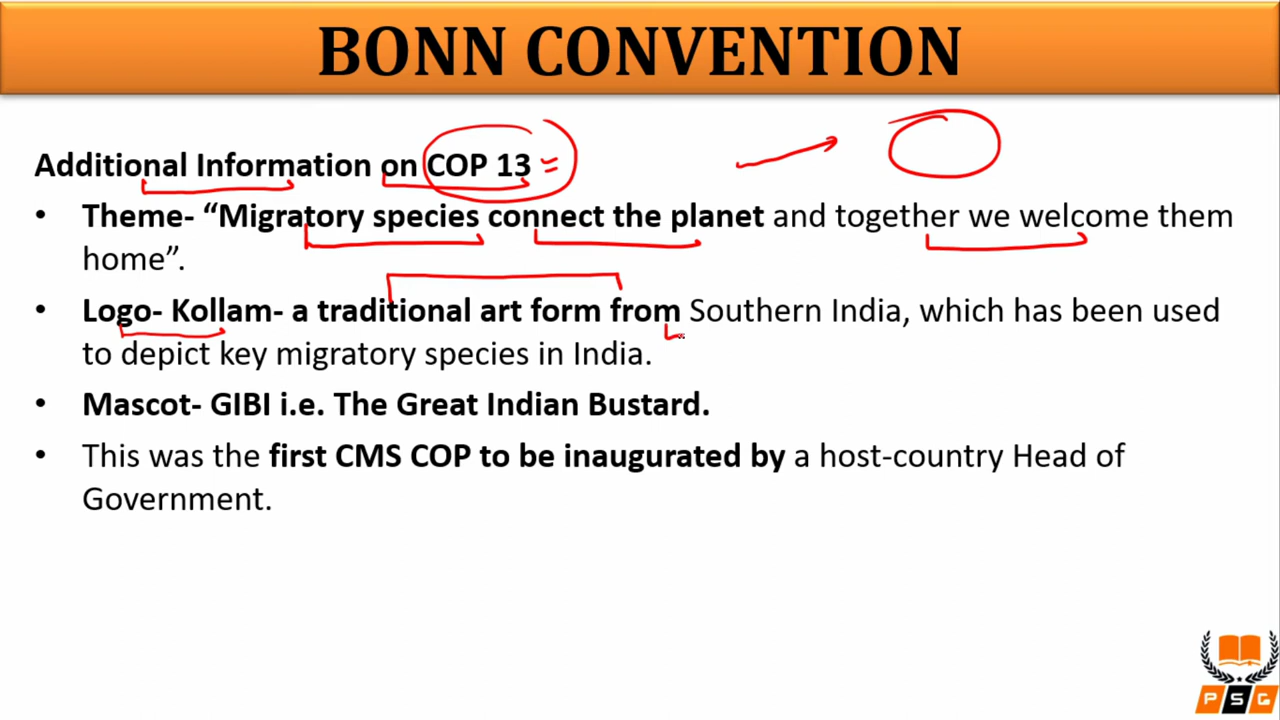 BONN CONVENTION
Additional Information on COP 13
• Theme- “Migratory species connect the planet and together we welcome them
home”.
• Logo- Kollam- a traditional art form from Southern India, which has been used
to depict key migratory species in India.
• Mascot- GIBI i.e. The Great Indian Bustard.
• This was the first CMS COP to be inaugurated by a host-country Head of
Government.
PSG